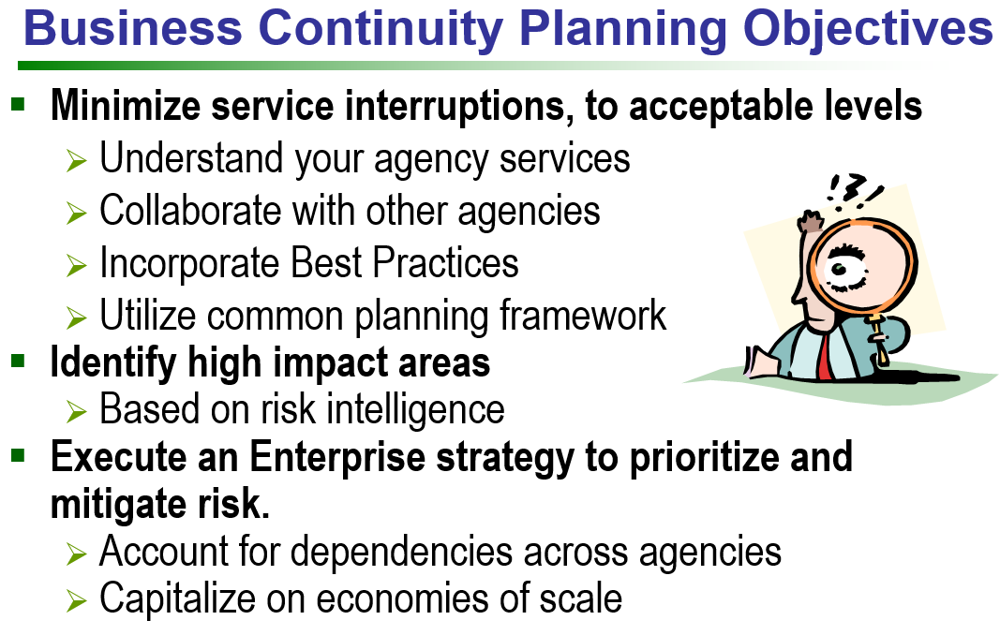 Business Continuity Planning Objectives
Minimize service interruptions, to acceptable levels
Understand your agency services
Collaborate with other agencies
Incorporate Best Practices
Utilize common planning framework
Identify high impact areas
Based on risk intelligence
Execute an Enterprise strategy to prioritize and
mitigate risk.
Account for dependencies across agencies
Capitalize on economies of scale